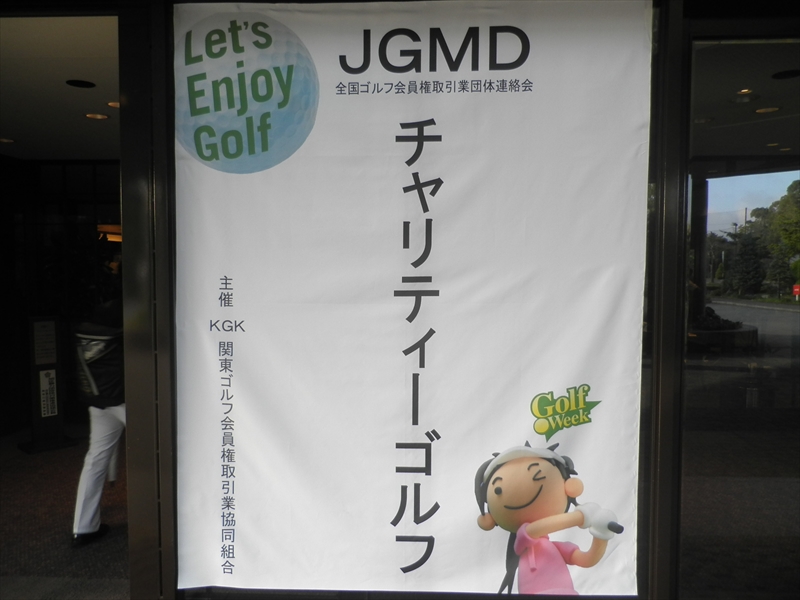 Let's
Enjoy
Golf
JGMD
全国ゴルフ会員権取引業団体連絡会
チャリティーゴルフ
主催
KGK
関東ゴルフ会員権取引業協同組合
Golf
Week